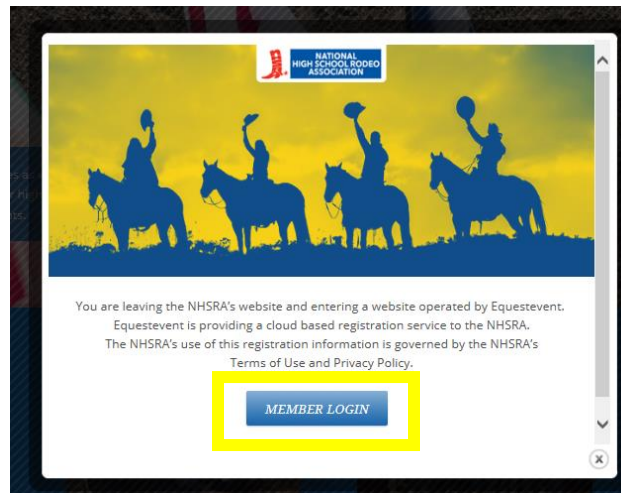 NATIONAL
HIGH SCHOOL RODEO
ASSOCIATION
You are leaving the NHSRA's website and entering a website operated by Equestevent.
Equestevent is providing a cloud based registration service to the NHSRA.
The NHSRA's use of this registration information is governed by the NHSRA's
Terms of Use and Privacy Policy.
MEMBER LOGIN